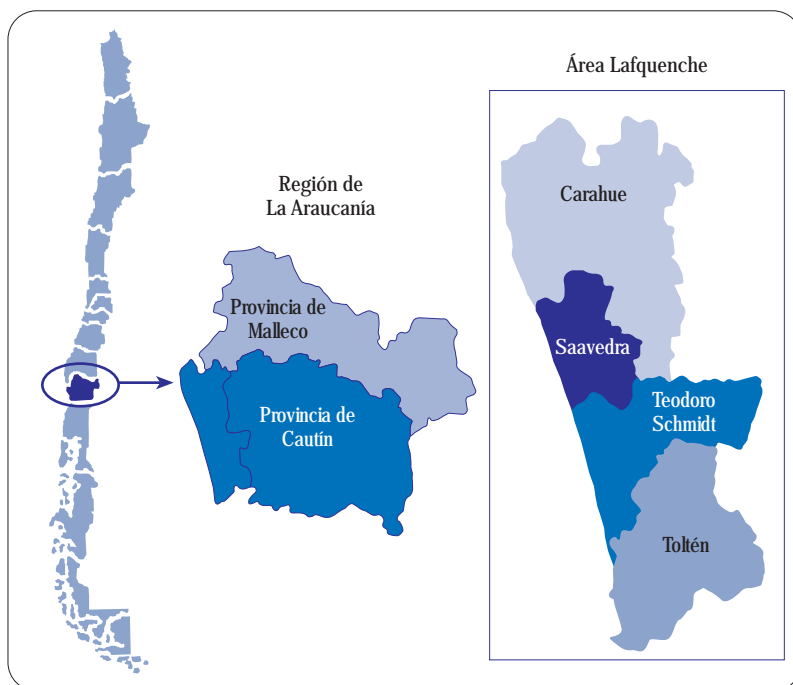 Área Lafquenche
Región de
La Araucanía
Carahue
Provincia de
Malleco
Saavedra
Teodoro
Schmidt
Provincia de
Cautín
Toltén